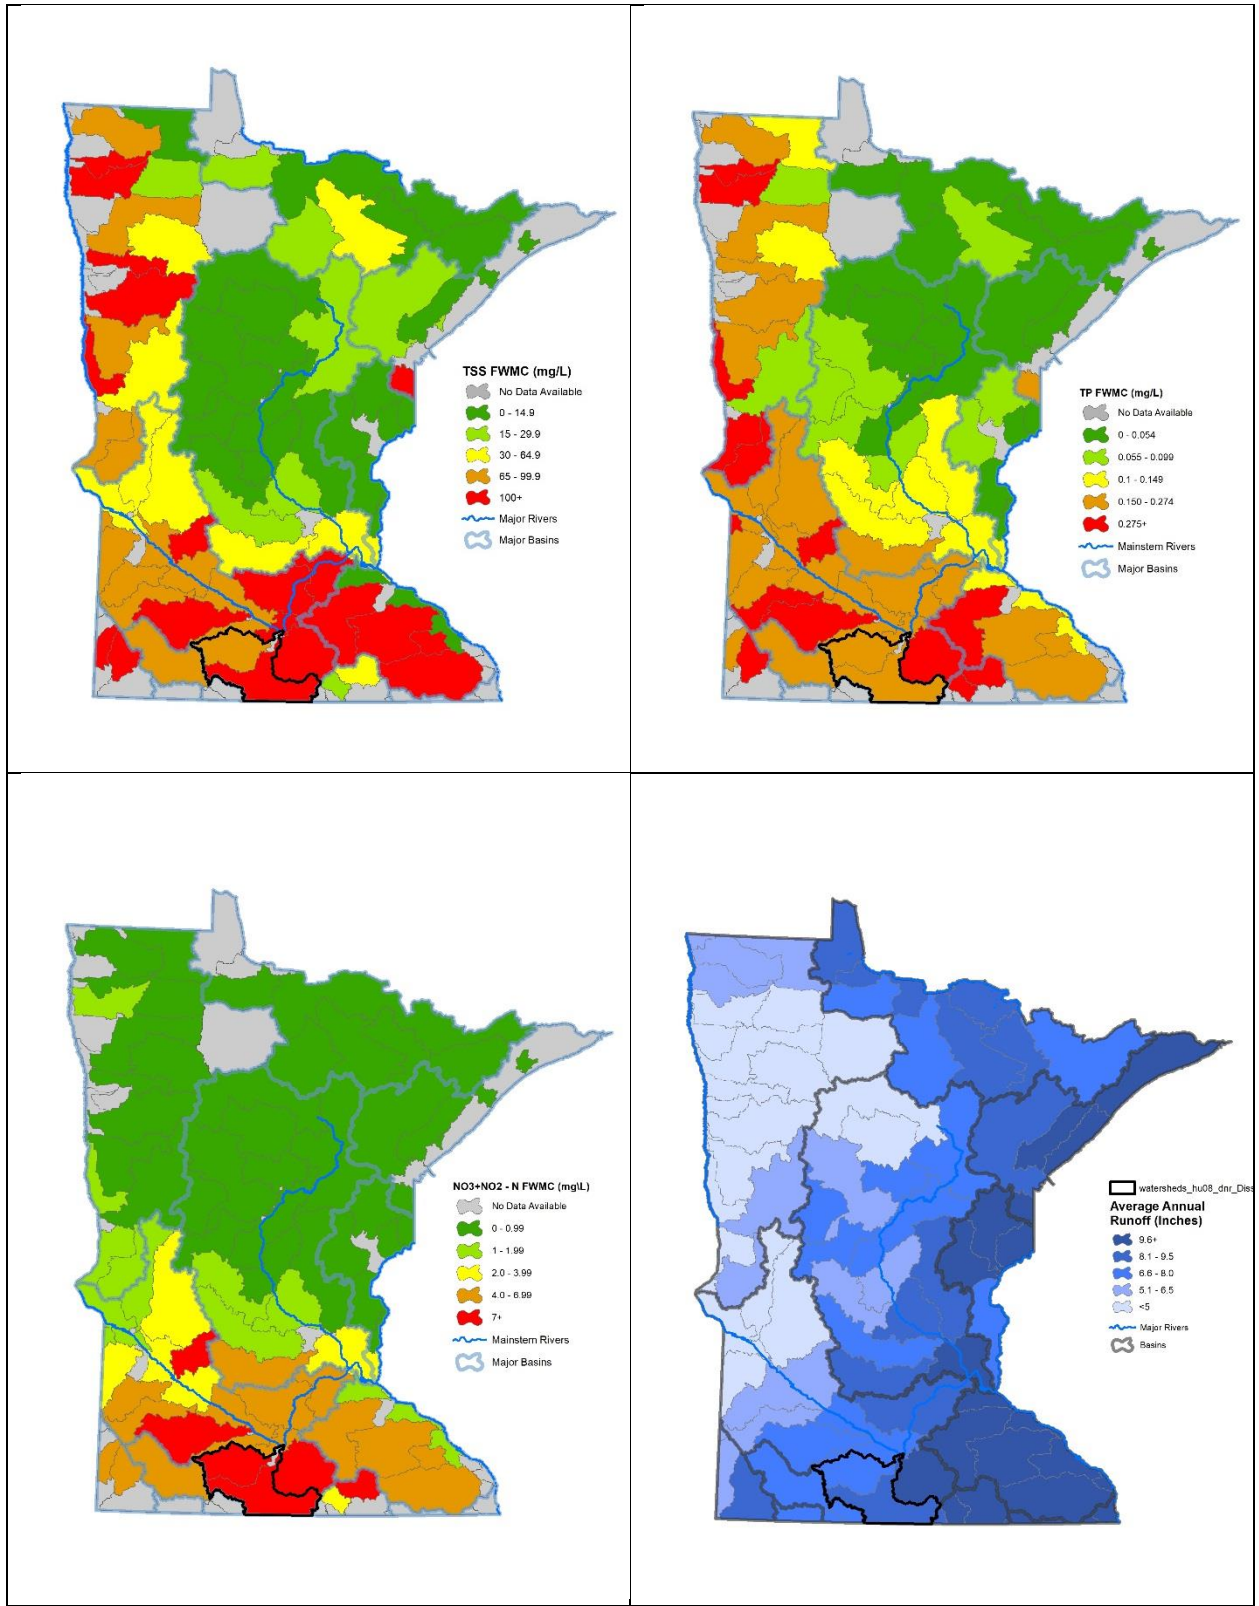 TSS FWMC (mg/L)
No Data Available
0 - 14.9
15 - 29.9
30 - 64.9
65 - 99.9
100+
Major Rivers
Major Basins
TP FWMC (mg/L)
No Data Available
0 - 0.054
0.055 - 0.099
0.1 - 0.149
0.150 - 0.274
0.275+
Mainstem Rivers
Major Basins
NO3+NO2 - N FWMC (mg\L)
No Data Available
0 - 0.99
1 - 1.99
2.0 - 3.99
4.0 - 6.99
7+
Mainstem Rivers
Major Basins
watersheds_hu08_dnr_Diss
Average Annual
Runoff (Inches)
9.6+
8.1 - 9.5
6.6 - 8.0
5.1 - 6.5
<5
Major Rivers
Basins